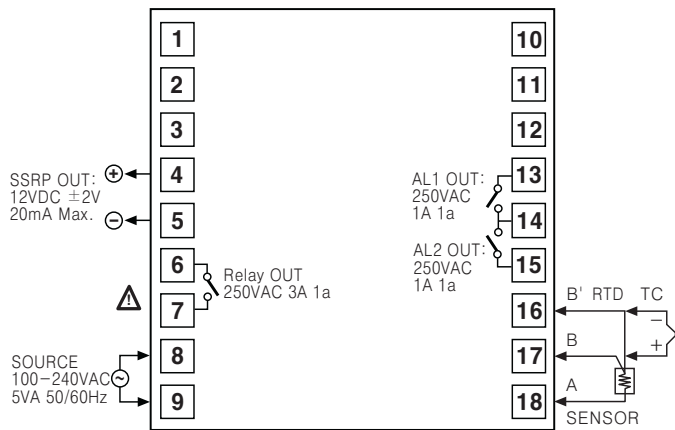 1
2
3
4
5
6
7
8
9
10
11
12
13
14
15
16
17
18
SSRP OUT:
12VDC ±2V
20mA Max.
+
−
Relay OUT
250VAC 3A 1a
SOURCE
100−240VAC
5VA 50/60Hz
~
AL1 OUT:
250VAC
1A 1a
AL2 OUT:
250VAC
1A 1a
B' RTD TC
−
+
B
A
SENSOR